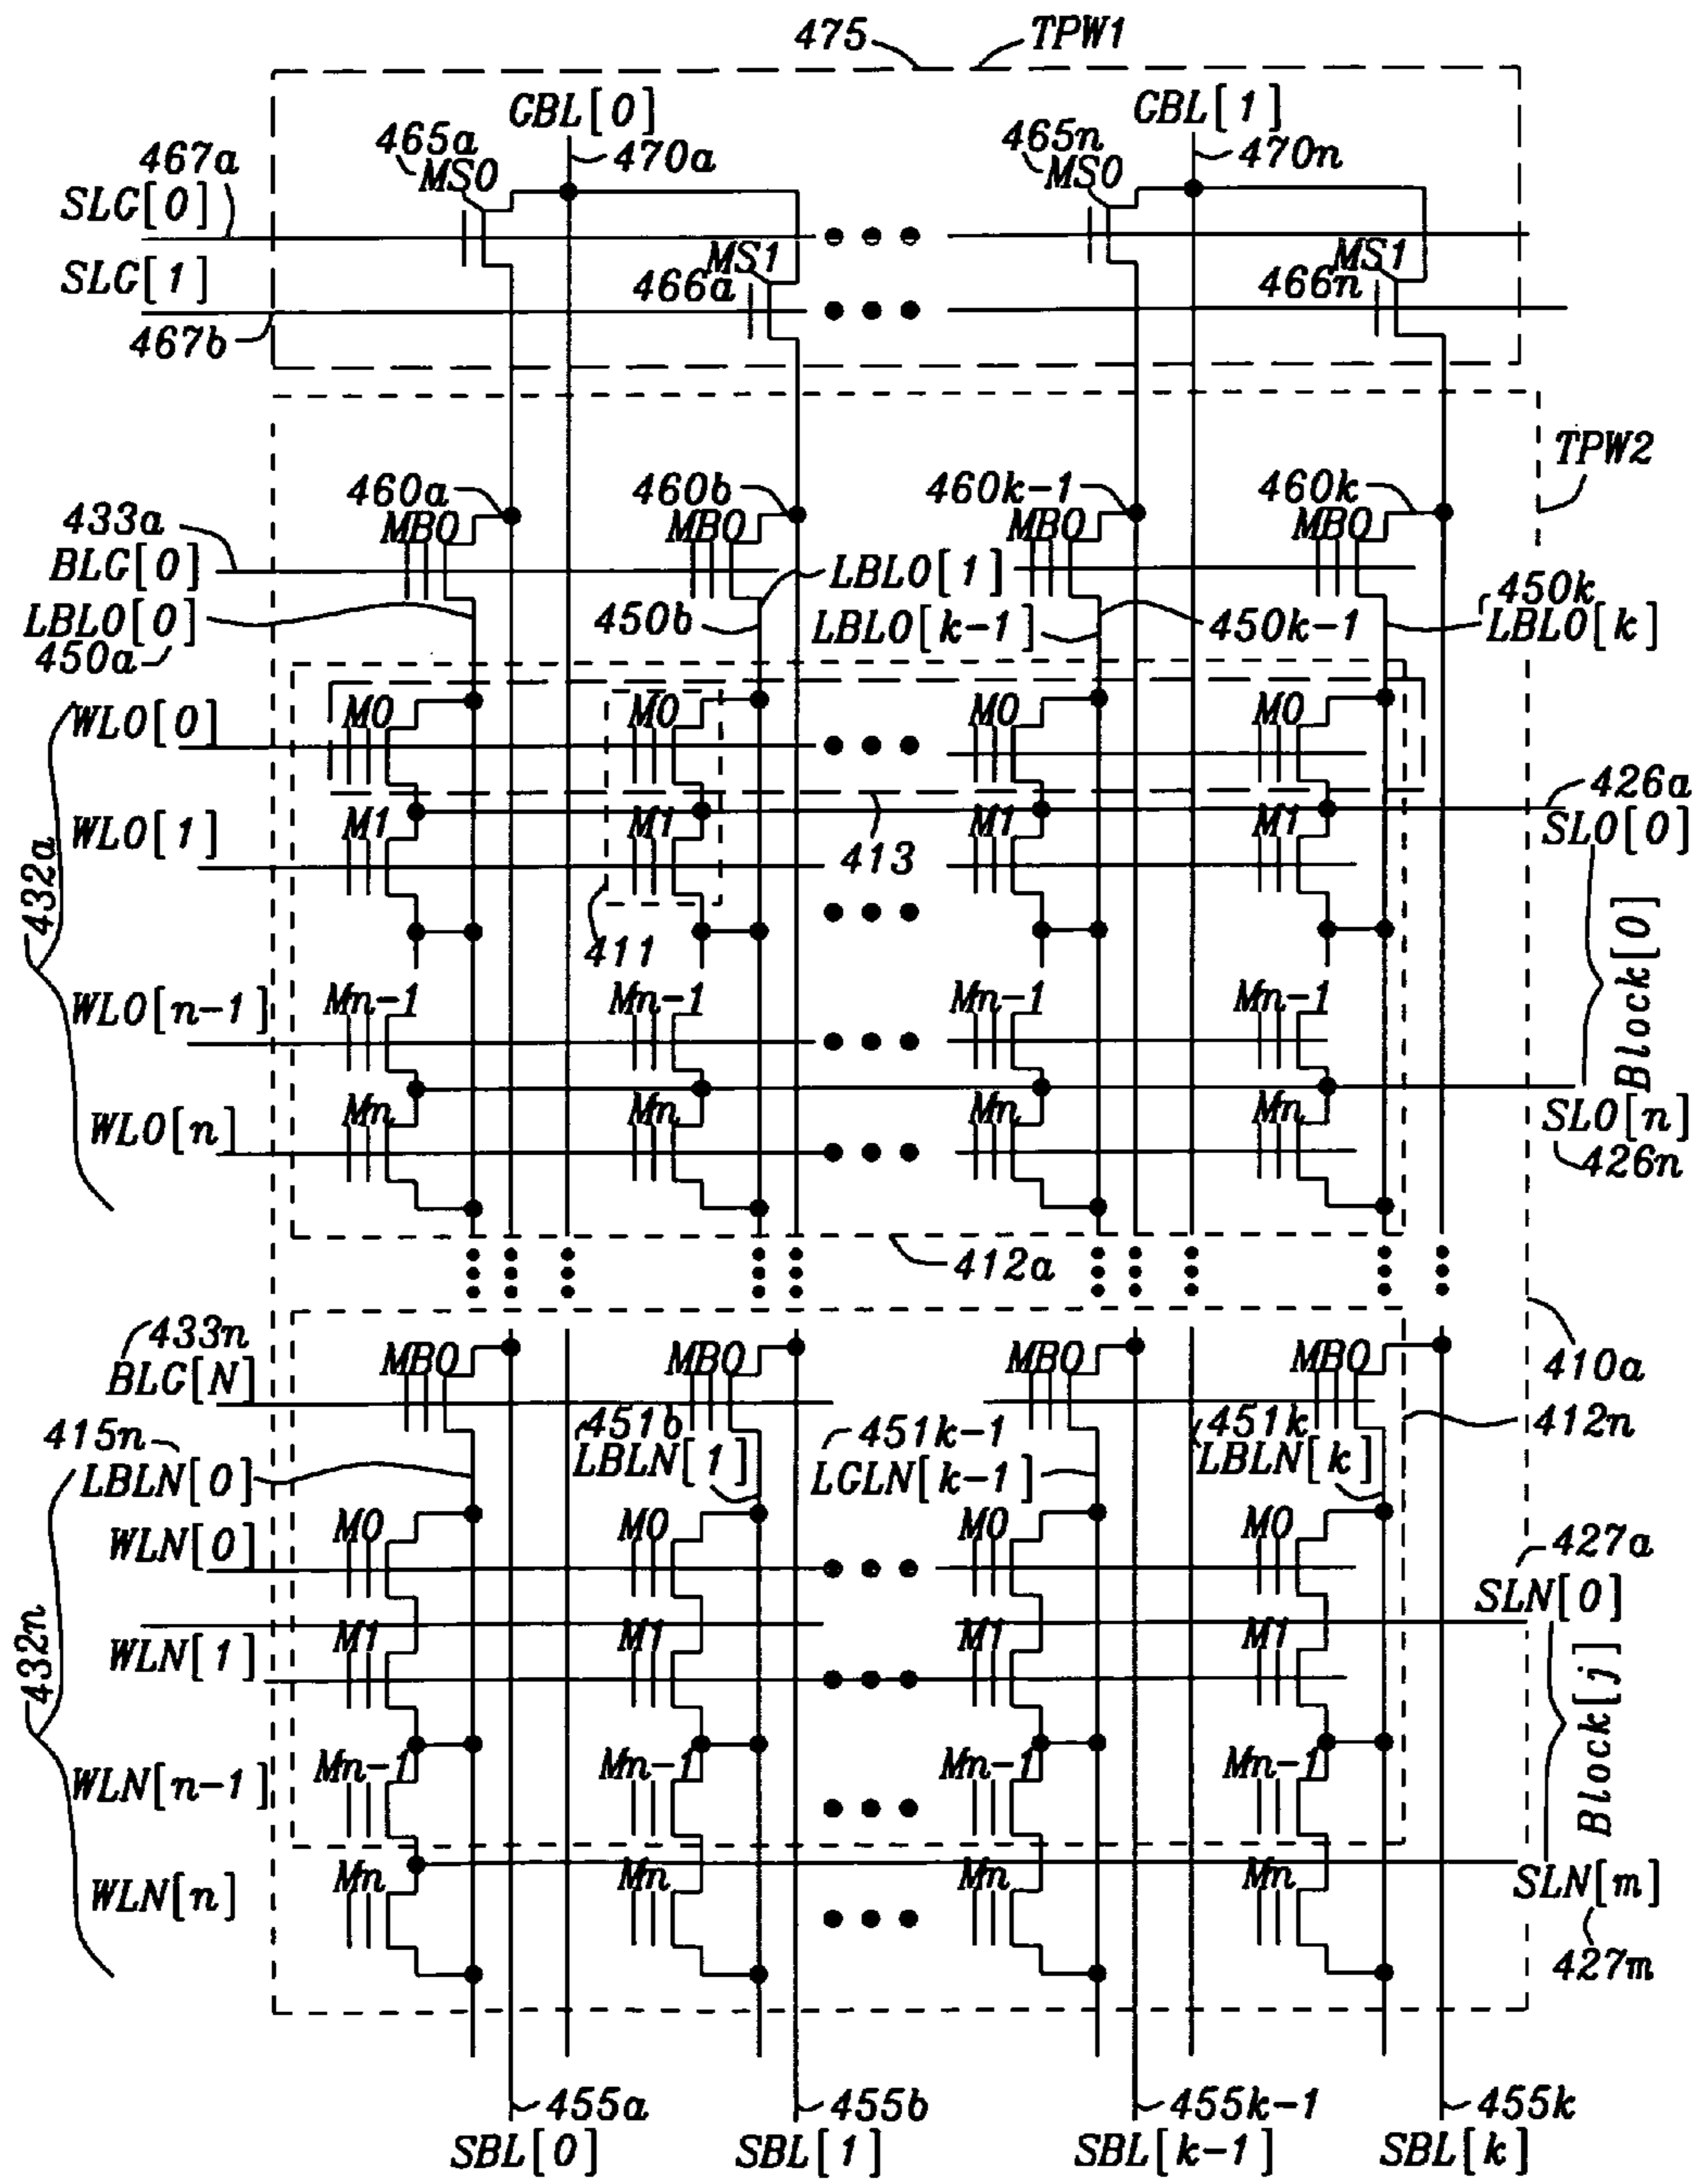 475 TPW1
GBL[0] GBL[1]
465a 470a 465n 470n
467a MS0 MS0
SLG[0]
MS1 MS1
SLG[1] 466a 466n
467b
TPW2
460a 460b 460k-1 460k
433a MB0 MB0 MB0 MB0
BLG[0] LBL0[1] 450k
LBL0[0] 450b LBL0[k-1] 450k-1 LBL0[k]
450a
WL0[0] M0 M0 M0 M0
426a
WL0[1] M1 M1 M1 M1 SL0[0]
413
432a
411
Block[0]
WL0[n-1] Mn-1 Mn-1 Mn-1 Mn-1
WL0[n] Mn Mn Mn Mn SL0[n]
426n
412a
433n MB0 MB0 MB0 MB0
BLG[N] 410a
415n 451b 451k-1 451k 412n
LBLN[0] LBLN[1] LGLN[k-1] LBLN[k]
WLN[0] M0 M0 M0 M0 427a
SLN[0]
WLN[1] M1 M1 M1 M1
432n
Block[j]
WLN[n-1] Mn-1 Mn-1 Mn-1 Mn-1
WLN[n] Mn Mn Mn Mn SLN[m]
427m
455a 455b 455k-1 455k
SBL[0] SBL[1] SBL[k-1] SBL[k]